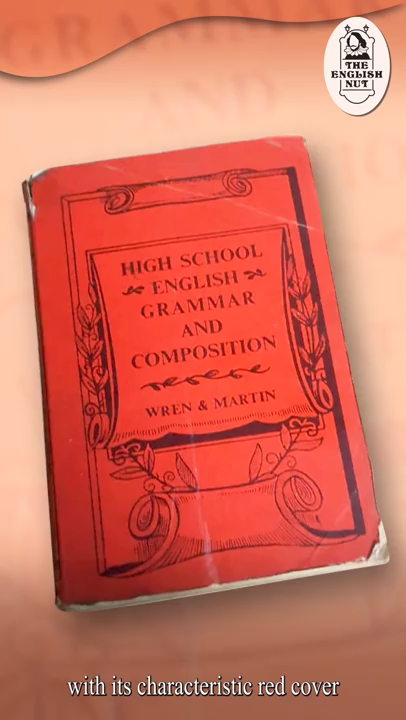 THE
ENGLISH
NUT
HIGH SCHOOL
ENGLISH
GRAMMAR
AND
COMPOSITION
WREN & MARTIN
with its characteristic red cover